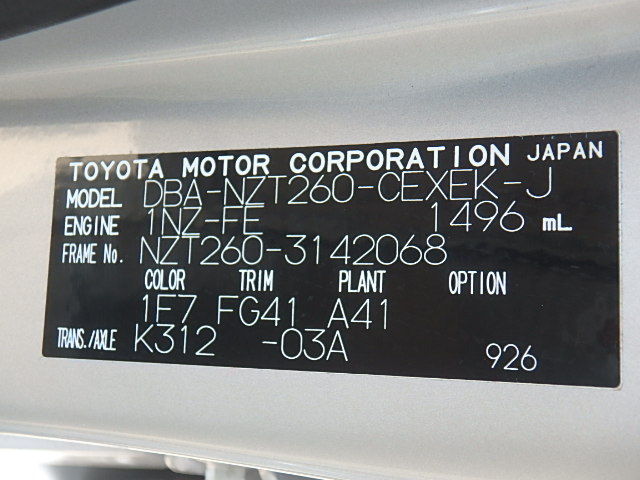 TOYOTA MOTOR CORPORATION JAPAN
MODEL DBA-NZT260-CEXEK-J
ENGINE 1NZ-FE 1496 mL
FRAME No. NZT260-3142068
COLOR TRIM PLANT OPTION
1F7 FG41 A41
TRANS./AXLE K312 -03A
926